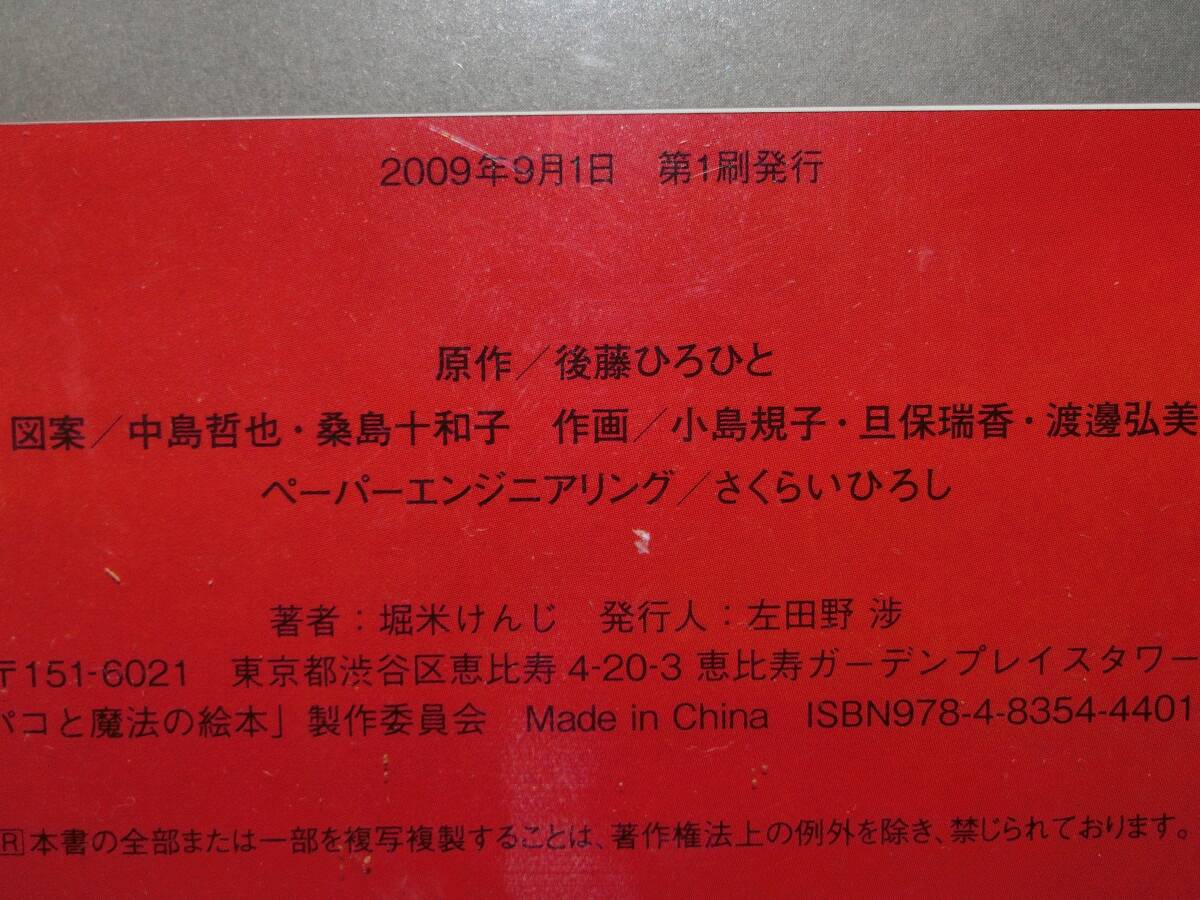 2009年9月1日　第1刷発行
原作／後藤ひろひと
図案／中島哲也・桑島十和子　作画／小島規子・旦保瑞香・渡邊弘美
ペーパーエンジニアリング／さくらいひろし
著者：堀米けんじ　発行人：左田野 渉
〒151-6021　東京都渋谷区恵比寿 4-20-3 恵比寿ガーデンプレイスタワー
パコと魔法の絵本」製作委員会　Made in China　ISBN978-4-8354-4401
R 本書の全部または一部を複写複製することは、著作権法上の例外を除き、禁じられております。